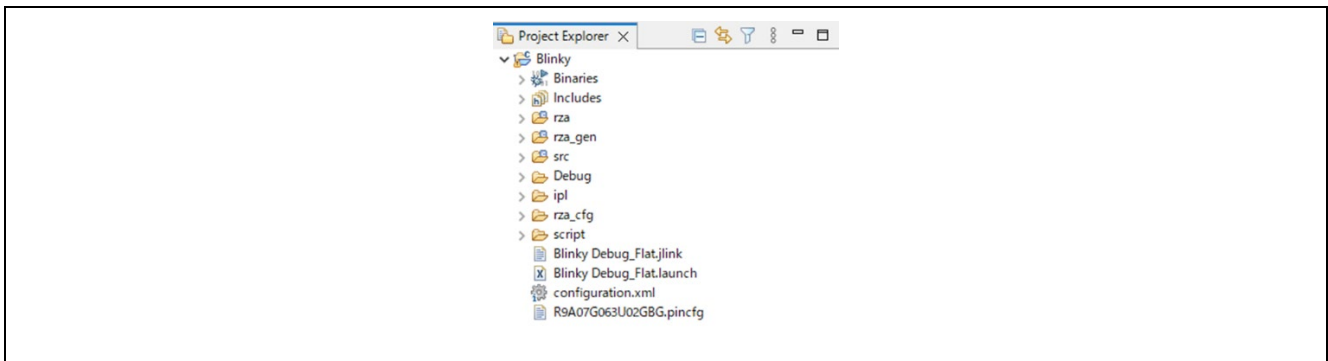 Project Explorer
Blinky
Binaries
Includes
rza
rza_gen
src
Debug
ipl
rza_cfg
script
Blinky Debug_Flat.jlink
Blinky Debug_Flat.launch
configuration.xml
R9A07G063U02GBG.pincfg